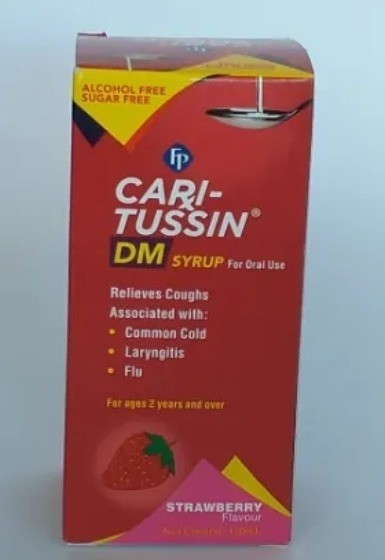 ALCOHOL FREE
SUGAR FREE
FP
CARI-
TUSSIN®
DM SYRUP For Oral Use
Relieves Coughs
Associated with:
• Common Cold
• Laryngitis
• Flu
For ages 2 years and over
STRAWBERRY
Flavour